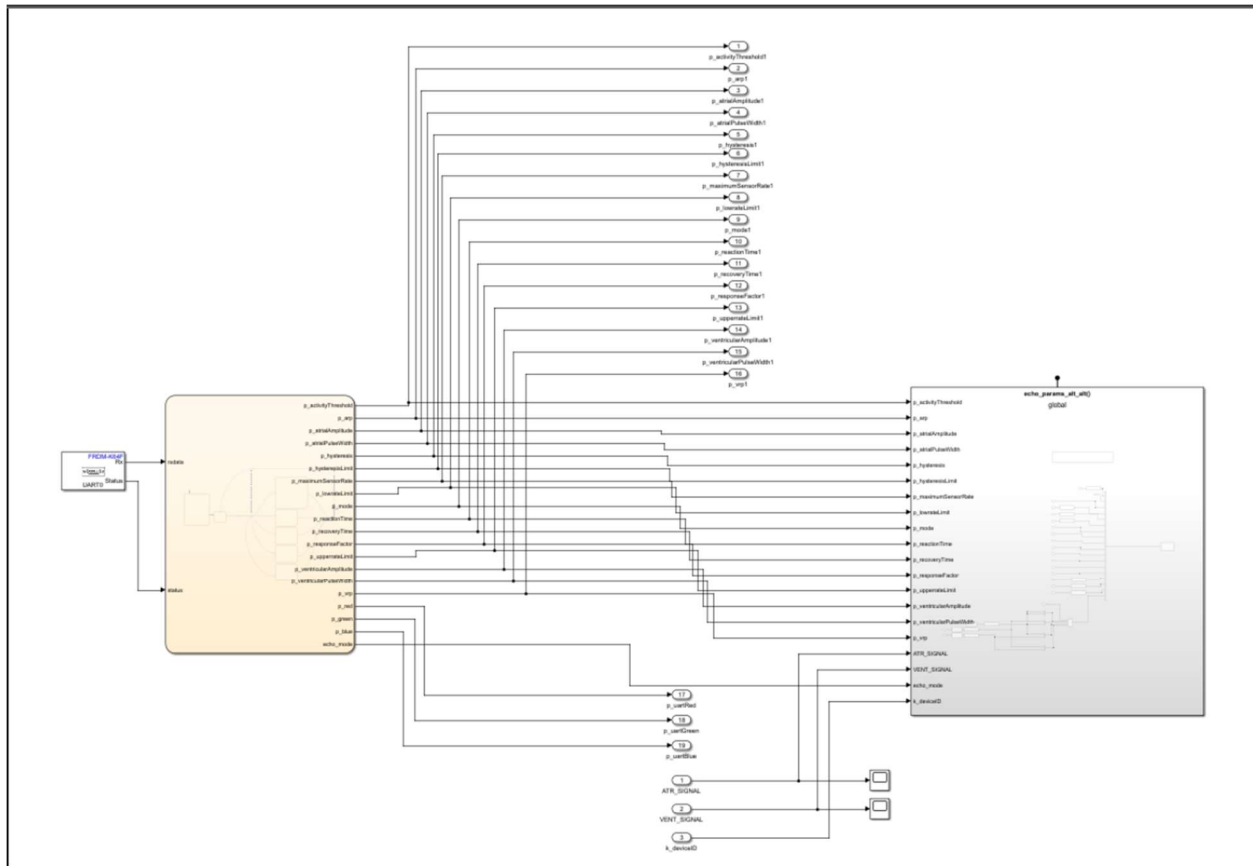 1
p_activityThreshold1
2
p_arp1
3
p_atrialAmplitude1
4
p_atrialPulseWidth1
5
p_hysteresis1
6
p_hysteresisLimit1
7
p_maximumSensorRate1
8
p_lowrateLimit1
9
p_mode1
10
p_reactionTime1
11
p_recoveryTime1
12
p_responseFactor1
13
p_upperrateLimit1
14
p_ventricularAmplitude1
15
p_ventricularPulseWidth1
16
p_vrp1
FRDM-K64F
Rx
Status
UART0
rxdata
status
p_activityThreshold
p_arp
p_atrialAmplitude
p_atrialPulseWidth
p_hysteresis
p_hysteresisLimit
p_maximumSensorRate
p_lowrateLimit
p_mode
p_reactionTime
p_recoveryTime
p_responseFactor
p_upperrateLimit
p_ventricularAmplitude
p_ventricularPulseWidth
p_vrp
p_red
p_green
p_blue
echo_mode
echo_params_alt_alt()
global
p_activityThreshold
p_arp
p_atrialAmplitude
p_atrialPulseWidth
p_hysteresis
p_hysteresisLimit
p_maximumSensorRate
p_lowrateLimit
p_mode
p_reactionTime
p_recoveryTime
p_responseFactor
p_upperrateLimit
p_ventricularAmplitude
p_ventricularPulseWidth
p_vrp
ATR_SIGNAL
VENT_SIGNAL
echo_mode
k_deviceID
17
p_uartRed
18
p_uartGreen
19
p_uartBlue
1
ATR_SIGNAL
2
VENT_SIGNAL
3
k_deviceID